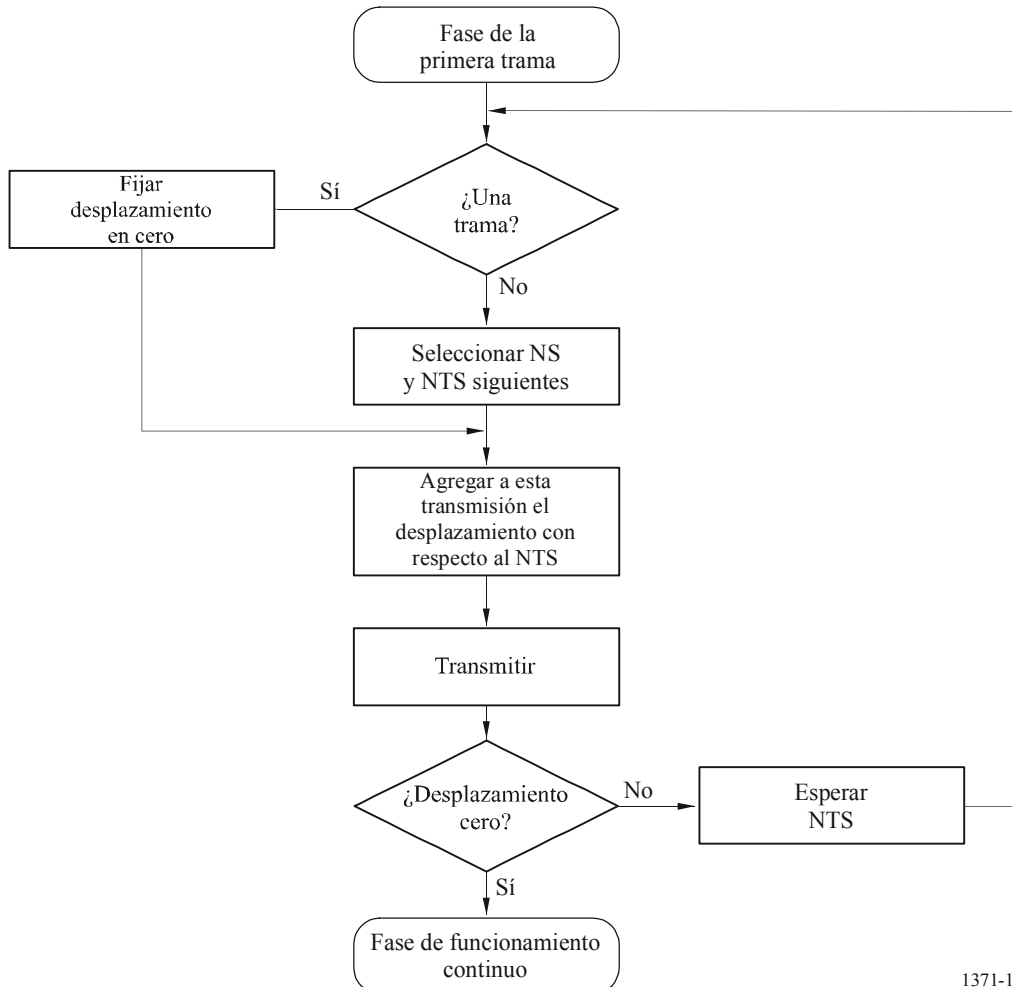 Fase de la
primera trama
¿Una
trama?
Sí
Fijar
desplazamiento
en cero
No
Seleccionar NS
y NTS siguientes
Agregar a esta
transmisión el
desplazamiento con
respecto al NTS
Transmitir
¿Desplazamiento
cero?
No
Esperar
NTS
Sí
Fase de funcionamiento
continuo
1371-1